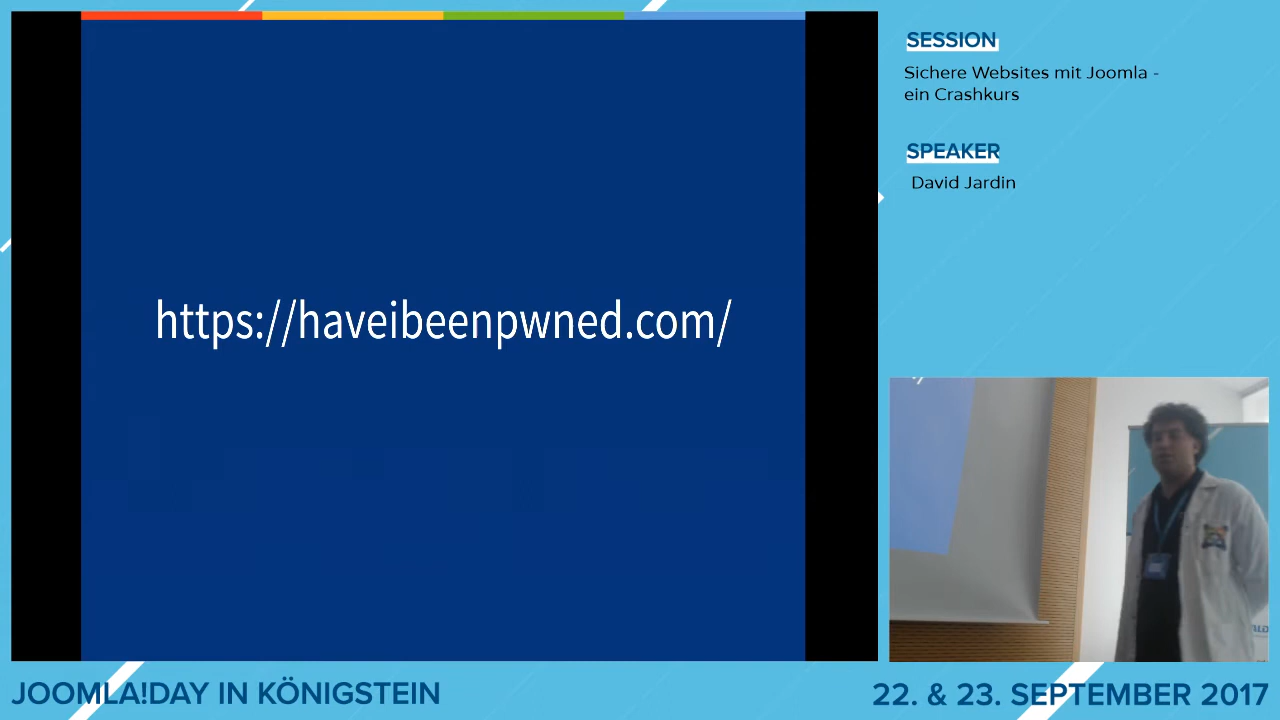 https://haveibeenpwned.com/
SESSION
Sichere Websites mit Joomla -
ein Crashkurs
SPEAKER
David Jardin
JOOMLA!DAY IN KÖNIGSTEIN
22. & 23. SEPTEMBER 2017